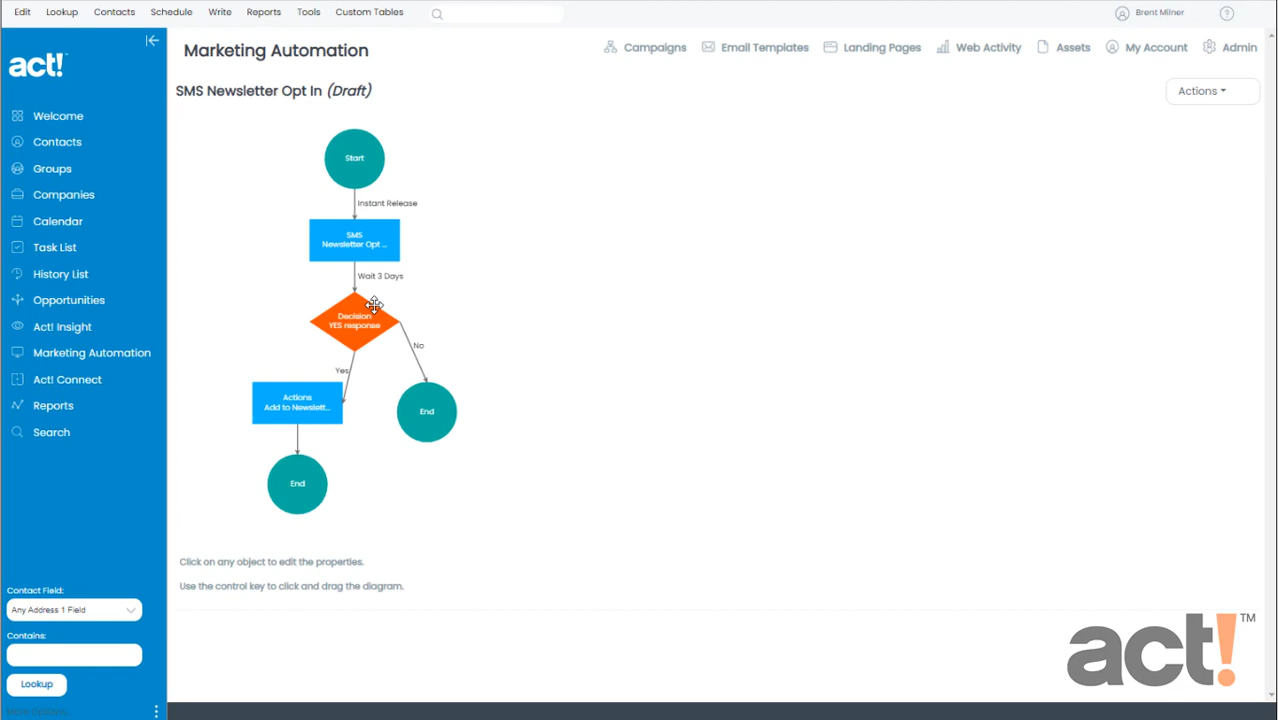 Edit Lookup Contacts Schedule Write Reports Tools Custom Tables
Brent Milner
act!
Marketing Automation
Campaigns Email Templates Landing Pages Web Activity Assets My Account Admin
SMS Newsletter Opt In (Draft)
Actions
Welcome
Contacts
Groups
Companies
Calendar
Task List
History List
Opportunities
Act! Insight
Marketing Automation
Act! Connect
Reports
Search
Start
Instant Release
SMS
Newsletter Opt ...
Wait 3 Days
Decision
YES response
No
Yes
Actions
Add to Newslett...
End
End
Click on any object to edit the properties.
Use the control key to click and drag the diagram.
Contact Field:
Any Address 1 Field
Contains:
Lookup
More Options...
act! TM